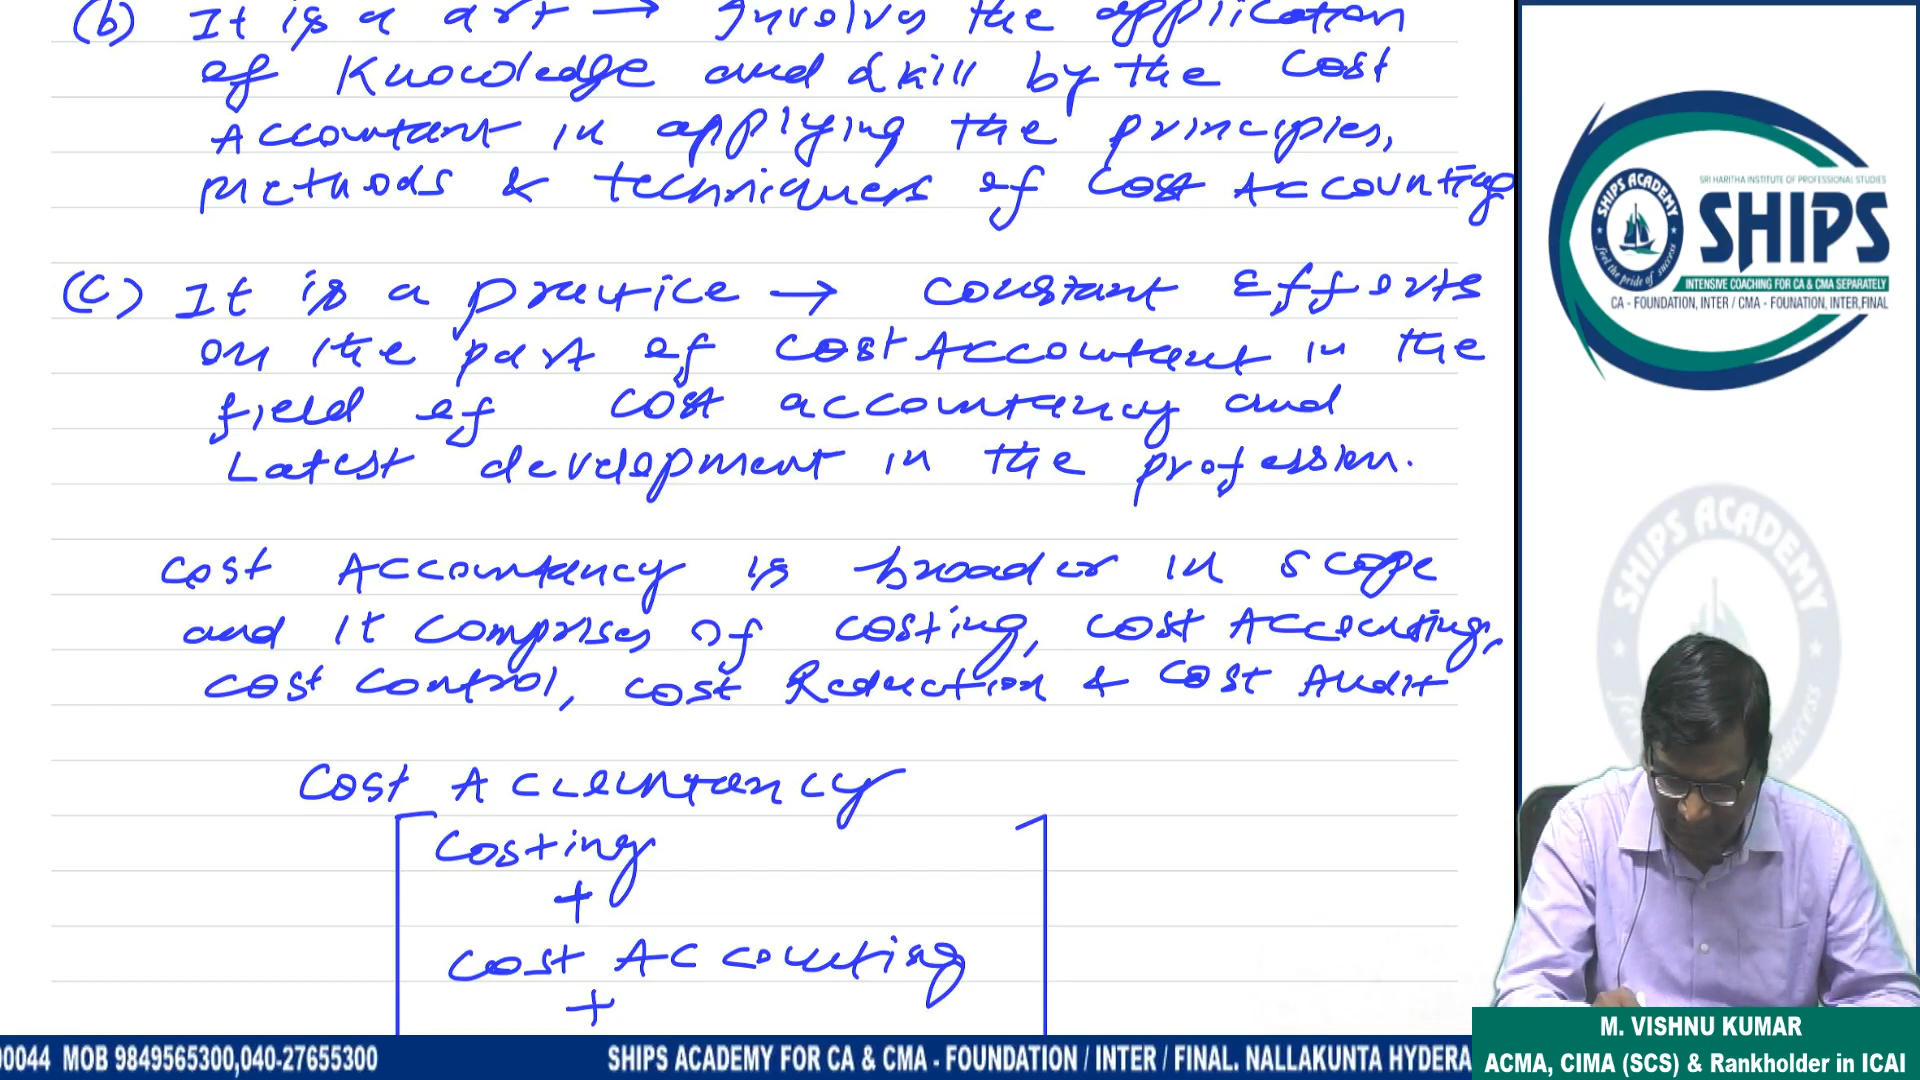 (b) It is a art → Involves the application
of Knowledge and skill by the cost
Accountant in applying the principles,
methods & techniques of cost Accounting
(c) It is a practice → constant Efforts
on the part of cost Accountant in the
field of cost accountancy and
Latest development in the profession.
cost Accountancy is broader in scope
and it comprises of costing, cost Accounting,
cost control, cost Reduction & cost Audit
Cost Accountancy
Costing
+
cost Accounting
+
SRI HARITHA INSTITUTE OF PROFESSIONAL STUDIES
SHIPS ACADEMY
feel the pride of success
SHIPS
INTENSIVE COACHING FOR CA & CMA SEPARATELY
CA - FOUNDATION, INTER / CMA - FOUNATION, INTER,FINAL
SHIPS ACADEMY
success
M. VISHNU KUMAR
ACMA, CIMA (SCS) & Rankholder in ICAI
00044 MOB 9849565300,040-27655300
SHIPS ACADEMY FOR CA & CMA - FOUNDATION / INTER / FINAL. NALLAKUNTA HYDERA